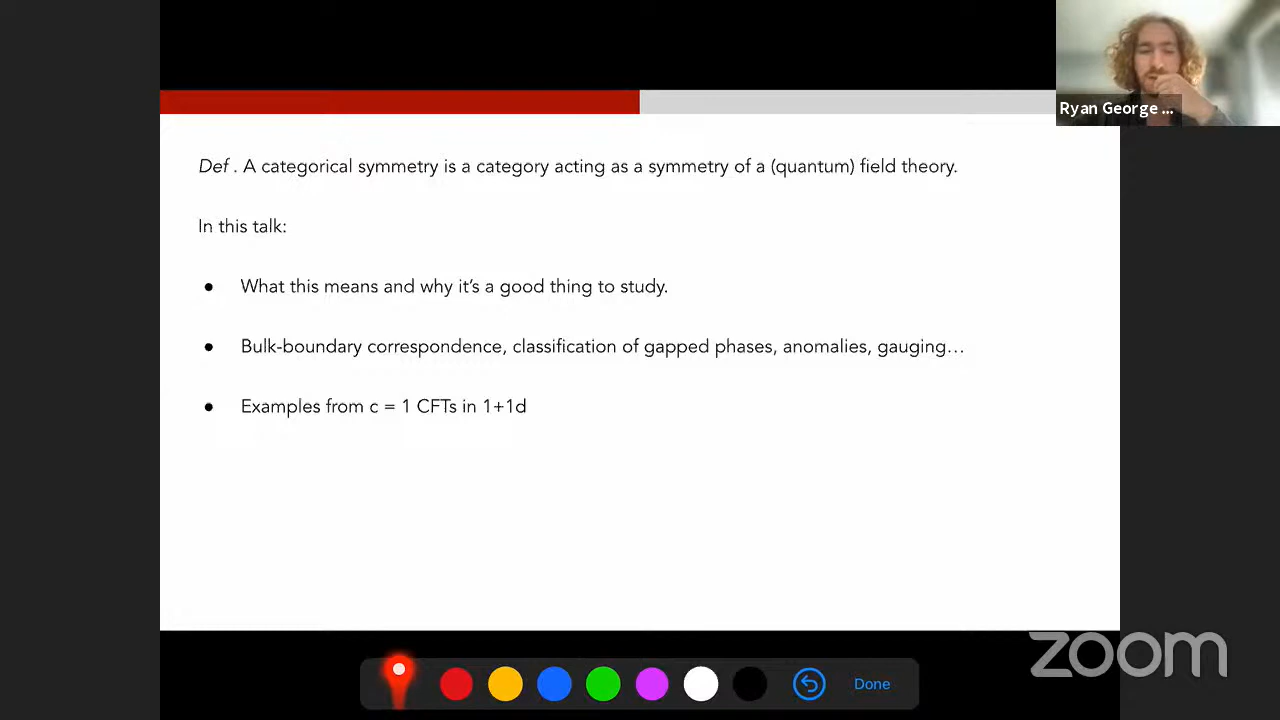 Ryan George ...
Def . A categorical symmetry is a category acting as a symmetry of a (quantum) field theory.
In this talk:
● What this means and why it’s a good thing to study.
● Bulk-boundary correspondence, classification of gapped phases, anomalies, gauging…
● Examples from c = 1 CFTs in 1+1d
zoom
Done